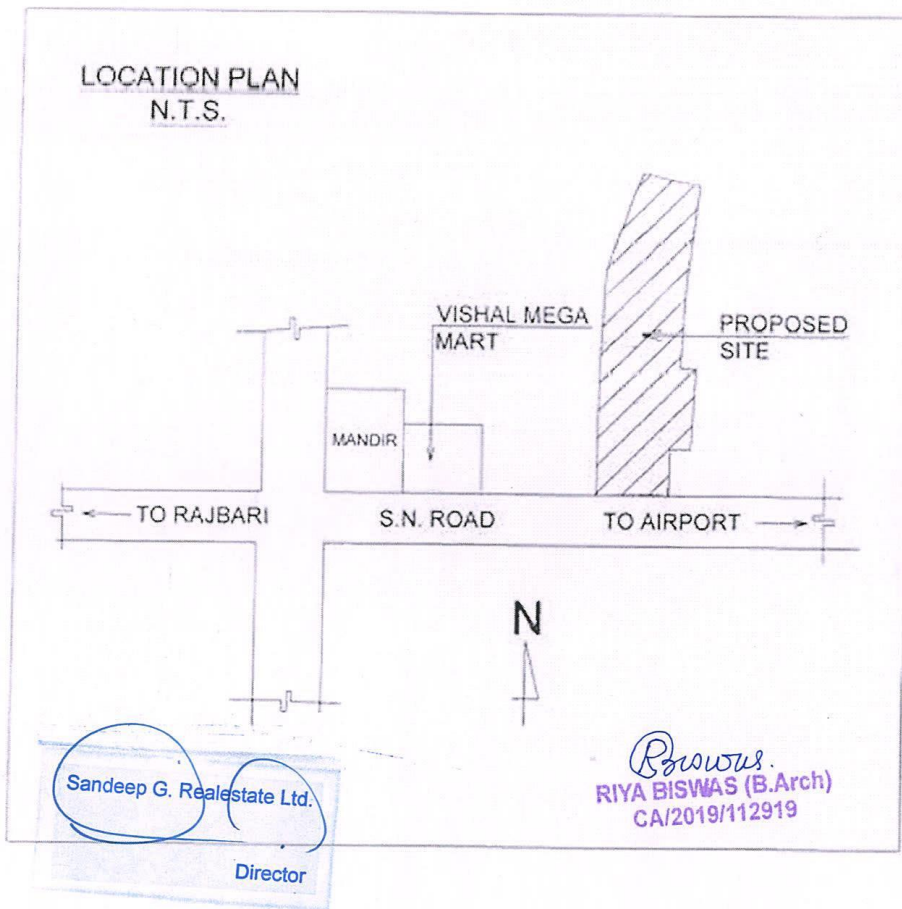 LOCATION PLAN
N.T.S.
VISHAL MEGA
MART
PROPOSED
SITE
MANDIR
TO RAJBARI
S.N. ROAD
TO AIRPORT
N
Sandeep G. Realestate Ltd.
Director
RIYA BISWAS (B.Arch)
CA/2019/112919